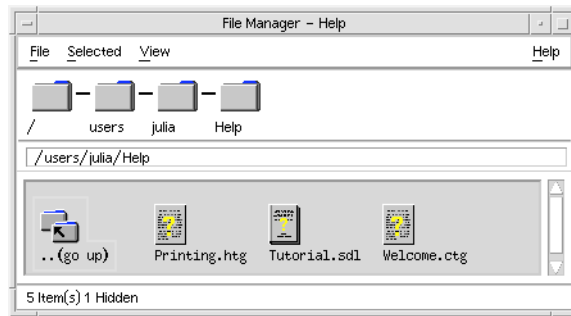 File Manager – Help
File Selected View Help
/ users julia Help
/users/julia/Help
..(go up) Printing.htg Tutorial.sdl Welcome.ctg
5 Item(s) 1 Hidden